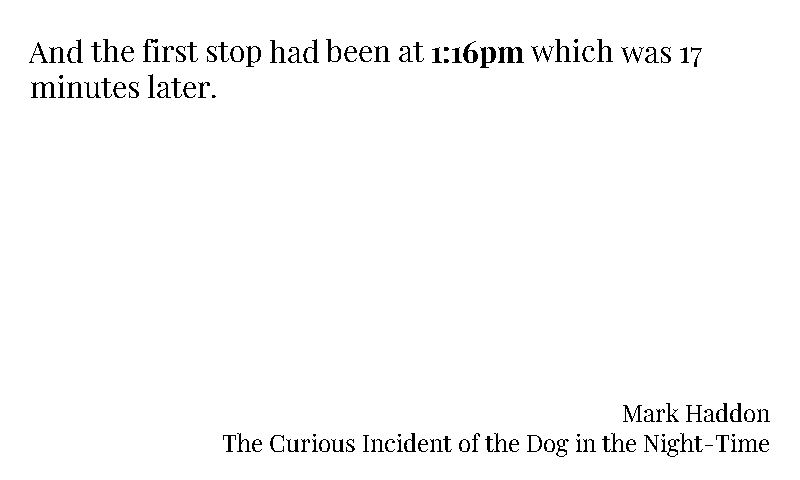 And the first stop had been at 1:16pm which was 17
minutes later.
Mark Haddon
The Curious Incident of the Dog in the Night-Time